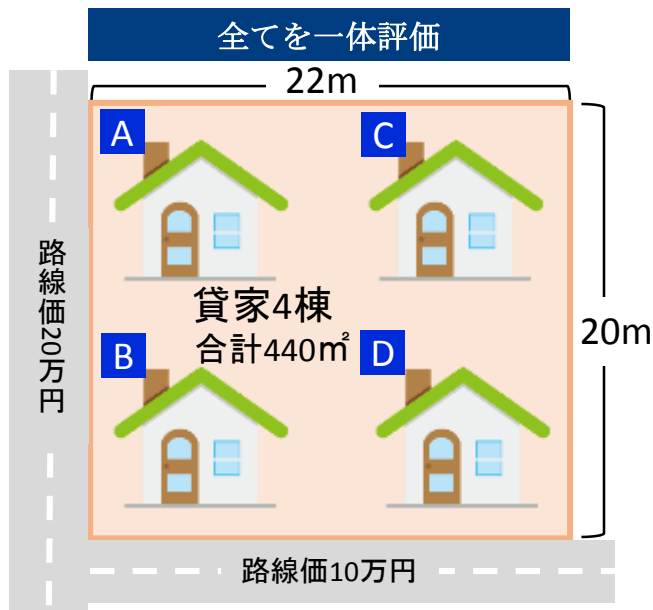 全てを一体評価
22m
A
C
路線価20万円
貸家4棟
合計440㎡
20m
B
D
路線価10万円